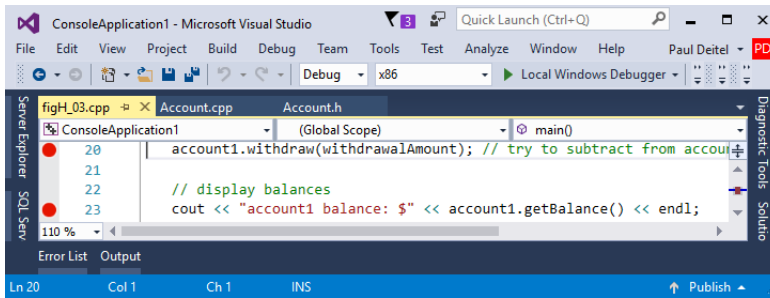 ConsoleApplication1 - Microsoft Visual Studio 3 Quick Launch (Ctrl+Q)
File Edit View Project Build Debug Team Tools Test Analyze Window Help Paul Deitel PD
Debug x86 Local Windows Debugger
Server Explorer
SQL Serv
figH_03.cpp Account.cpp Account.h
ConsoleApplication1 (Global Scope) main()
20 account1.withdraw(withdrawalAmount); // try to subtract from accou
21
22 // display balances
23 cout << "account1 balance: $" << account1.getBalance() << endl;
110 %
Diagnostic Tools
Solutio
Error List Output
Ln 20 Col 1 Ch 1 INS Publish